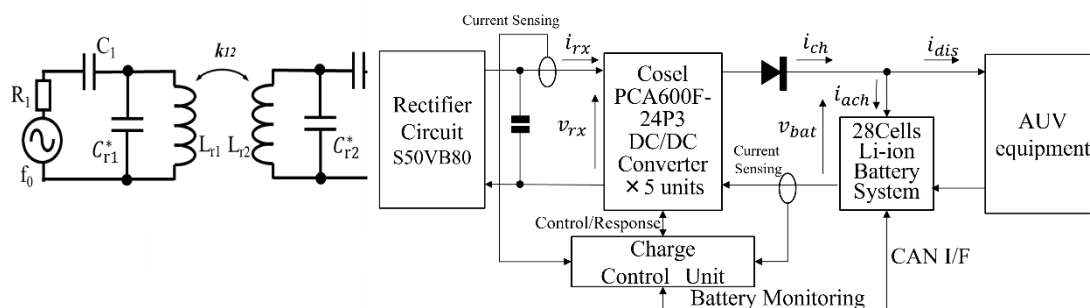 C₁
k₁₂
R₁
C*r1
Lr1
Lr2
C*r2
f₀
Current Sensing
Rectifier
Circuit
S50VB80
irx
vrx
Cosel
PCA600F-
24P3
DC/DC
Converter
× 5 units
ich
idis
iach
vbat
Current
Sensing
28Cells
Li-ion
Battery
System
AUV
equipment
Control/Response
Charge
Control Unit
CAN I/F
Battery Monitoring